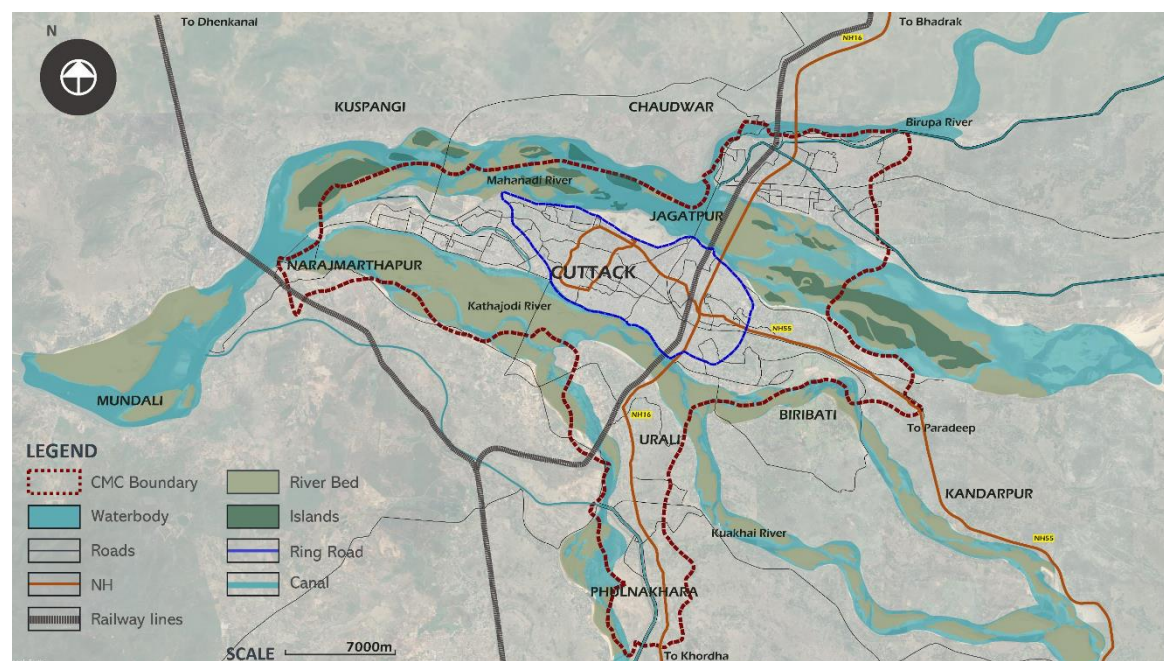 To Dhenkanal
To Bhadrak
N
NH16
KUSPANGI
CHAUDWAR
Birupa River
Mahanadi River
JAGATPUR
NARAJMARTHAPUR
CUTTACK
Kathajodi River
NH55
MUNDALI
NH16
BIRIBATI
To Paradeep
URALI
KANDARPUR
Kuakhai River
NH55
PHULNAKHARA
To Khordha
LEGEND
CMC Boundary
Waterbody
Roads
NH
Railway lines
River Bed
Islands
Ring Road
Canal
SCALE
7000m